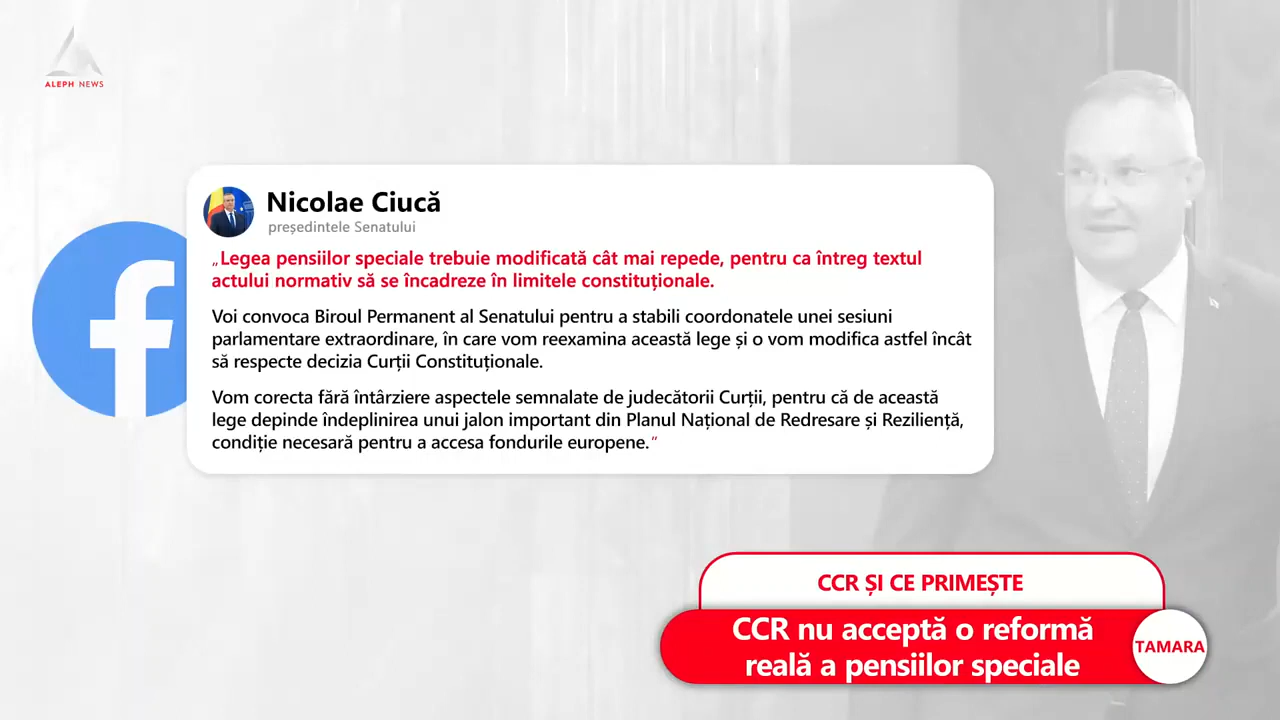 ALEPH NEWS
Nicolae Ciucă
președintele Senatului
„Legea pensiilor speciale trebuie modificată cât mai repede, pentru ca întreg textul
actului normativ să se încadreze în limitele constituționale.
Voi convoca Biroul Permanent al Senatului pentru a stabili coordonatele unei sesiuni
parlamentare extraordinare, în care vom reexamina această lege și o vom modifica astfel încât
să respecte decizia Curții Constituționale.
Vom corecta fără întârziere aspectele semnalate de judecătorii Curții, pentru că de această
lege depinde îndeplinirea unui jalon important din Planul Național de Redresare și Reziliență,
condiție necesară pentru a accesa fondurile europene.”
CCR ȘI CE PRIMEȘTE
CCR nu acceptă o reformă
reală a pensiilor speciale
TAMARA